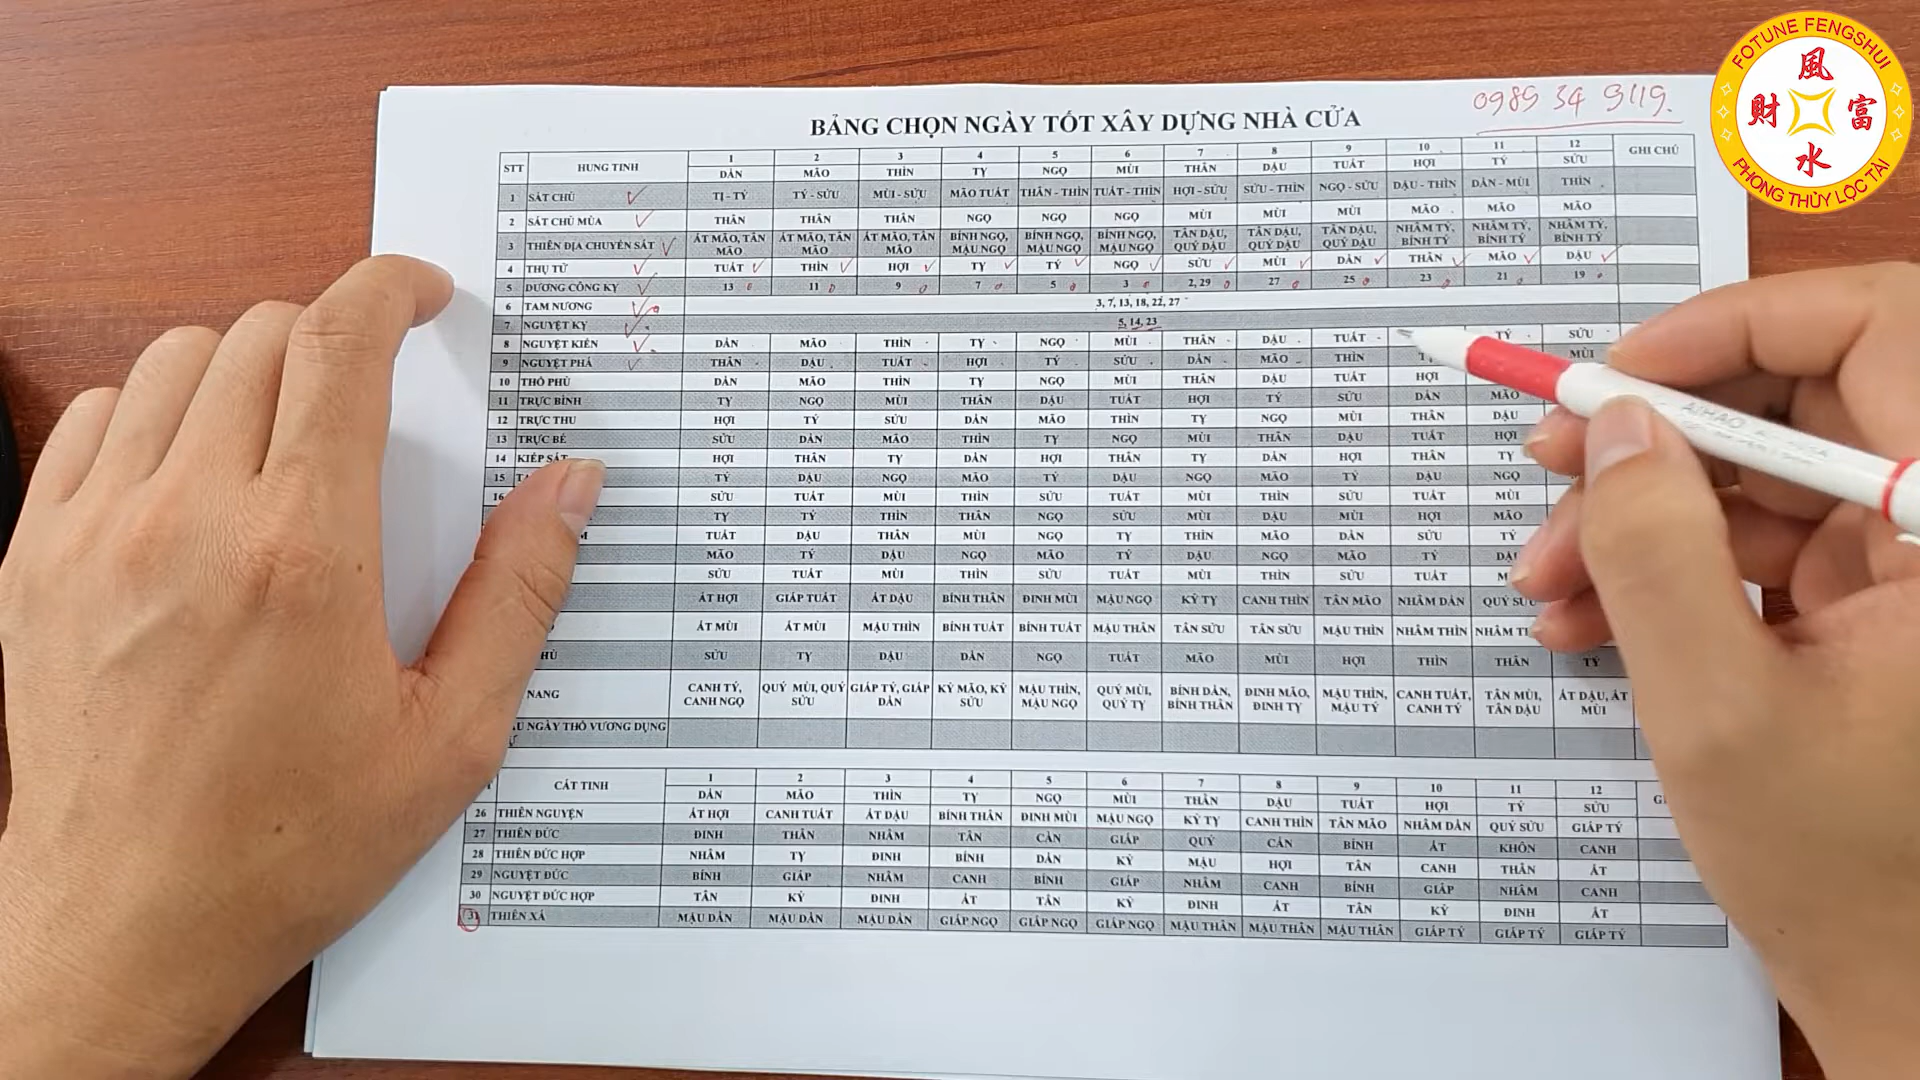 0989 34 9119.
FOTUNE FENGSHUI
風
財 富
水
PHONG THỦY LỘC TÀI
BẢNG CHỌN NGÀY TỐT XÂY DỰNG NHÀ CỬA
STT HUNG TINH 1 2 3 4 5 6 7 8 9 10 11 12 GHI CHÚ
DẦN MÃO THÌN TỴ NGỌ MÙI THÂN DẬU TUẤT HỢI TÝ SỬU
1 SÁT CHỦ TỊ - TÝ TÝ - SỬU MÙI - SỬU MÃO TUẤT THÂN - THÌN TUẤT - THÌN HỢI - SỬU SỬU - THÌN NGỌ - SỬU DẬU - THÌN DẦN - MÙI THÌN
2 SÁT CHỦ MÙA THÂN THÂN THÂN NGỌ NGỌ NGỌ MÙI MÙI MÙI MÃO MÃO MÃO
3 THIÊN ĐỊA CHUYỂN SÁT ẤT MÃO, TÂN MÃO ẤT MÃO, TÂN MÃO ẤT MÃO, TÂN MÃO BÍNH NGỌ, MẬU NGỌ BÍNH NGỌ, MẬU NGỌ BÍNH NGỌ, MẬU NGỌ TÂN DẬU, QUÝ DẬU TÂN DẬU, QUÝ DẬU TÂN DẬU, QUÝ DẬU NHÂM TÝ, BÍNH TÝ NHÂM TÝ, BÍNH TÝ NHÂM TÝ, BÍNH TÝ
4 THỤ TỬ TUẤT THÌN HỢI TỴ TÝ NGỌ SỬU MÙI DẦN THÂN MÃO DẬU
5 DƯƠNG CÔNG KỴ 13 11 9 7 5 3 2, 29 27 25 23 21 19
6 TAM NƯƠNG 3, 7, 13, 18, 22, 27
7 NGUYỆT KỴ 5, 14, 23
8 NGUYỆT KIẾN DẦN MÃO THÌN TỴ NGỌ MÙI THÂN DẬU TUẤT TÝ SỬU
9 NGUYỆT PHÁ THÂN DẬU TUẤT HỢI TÝ SỬU DẦN MÃO THÌN MÙI
10 THỔ PHỦ DẦN MÃO THÌN TỴ NGỌ MÙI THÂN DẬU TUẤT HỢI
11 TRỰC BÌNH TỴ NGỌ MÙI THÂN DẬU TUẤT HỢI TÝ SỬU DẦN MÃO
12 TRỰC THU HỢI TÝ SỬU DẦN MÃO THÌN TỴ NGỌ MÙI THÂN DẬU
13 TRỰC BẾ SỬU DẦN MÃO THÌN TỴ NGỌ MÙI THÂN DẬU TUẤT HỢI
14 KIẾP SÁT HỢI THÂN TỴ DẦN HỢI THÂN TỴ DẦN HỢI THÂN TỴ
15 TÝ DẬU NGỌ MÃO TÝ DẬU NGỌ MÃO TÝ DẬU NGỌ
16 SỬU TUẤT MÙI THÌN SỬU TUẤT MÙI THÌN SỬU TUẤT MÙI
TỴ TÝ THÌN THÂN NGỌ SỬU MÙI DẬU MÙI HỢI MÃO
TUẤT DẬU THÂN MÙI NGỌ TỴ THÌN MÃO DẦN SỬU TÝ
MÃO TÝ DẬU NGỌ MÃO TÝ DẬU NGỌ MÃO TÝ DẬU
SỬU TUẤT MÙI THÌN SỬU TUẤT MÙI THÌN SỬU TUẤT
ẤT HỢI GIÁP TUẤT ẤT DẬU BÍNH THÂN ĐINH MÙI MẬU NGỌ KỶ TỴ CANH THÌN TÂN MÃO NHÂM DẦN QUÝ SỬU
ẤT MÙI ẤT MÙI MẬU THÌN BÍNH TUẤT BÍNH TUẤT MẬU THÂN TÂN SỬU TÂN SỬU MẬU THÌN NHÂM THÌN NHÂM
SỬU TỴ DẬU DẦN NGỌ TUẤT MÃO MÙI HỢI THÌN THÂN TÝ
NANG CANH TÝ, CANH NGỌ QUÝ MÙI, QUÝ SỬU GIÁP TÝ, GIÁP DẦN KỶ MÃO, KỶ SỬU MẬU THÌN, MẬU NGỌ QUÝ MÙI, QUÝ TỴ BÍNH DẦN, BÍNH THÂN ĐINH MÃO, ĐINH TỴ MẬU THÌN, MẬU TÝ CANH TUẤT, CANH TÝ TÂN MÙI, TÂN DẬU ẤT DẬU, ẤT MÙI
NGÀY THỔ VƯƠNG DỤNG
CÁT TINH 1 2 3 4 5 6 7 8 9 10 11 12
DẦN MÃO THÌN TỴ NGỌ MÙI THÂN DẬU TUẤT HỢI TÝ SỬU
26 THIÊN NGUYỆN ẤT HỢI CANH TUẤT ẤT DẬU BÍNH THÂN ĐINH MÙI MẬU NGỌ KỶ TỴ CANH THÌN TÂN MÃO NHÂM DẦN QUÝ SỬU GIÁP TÝ
27 THIÊN ĐỨC ĐINH THÂN NHÂM TÂN CÀN GIÁP QUÝ CẤN BÍNH ẤT KHÔN CANH
28 THIÊN ĐỨC HỢP NHÂM TỴ ĐINH BÍNH DẦN KỶ MẬU HỢI TÂN CANH THÂN ẤT
29 NGUYỆT ĐỨC BÍNH GIÁP NHÂM CANH BÍNH GIÁP NHÂM CANH BÍNH GIÁP NHÂM CANH
30 NGUYỆT ĐỨC HỢP TÂN KỶ ĐINH ẤT TÂN KỶ ĐINH ẤT TÂN KỶ ĐINH ẤT
31 THIÊN XÁ MẬU DẦN MẬU DẦN MẬU DẦN GIÁP NGỌ GIÁP NGỌ GIÁP NGỌ MẬU THÂN MẬU THÂN MẬU THÂN GIÁP TÝ GIÁP TÝ GIÁP TÝ